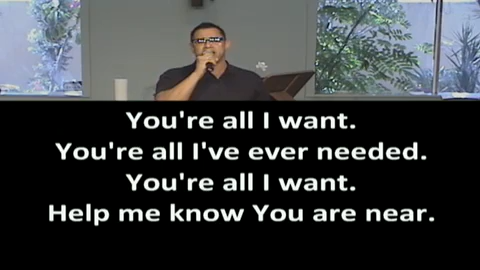 You're all I want.
You're all I've ever needed.
You're all I want.
Help me know You are near.